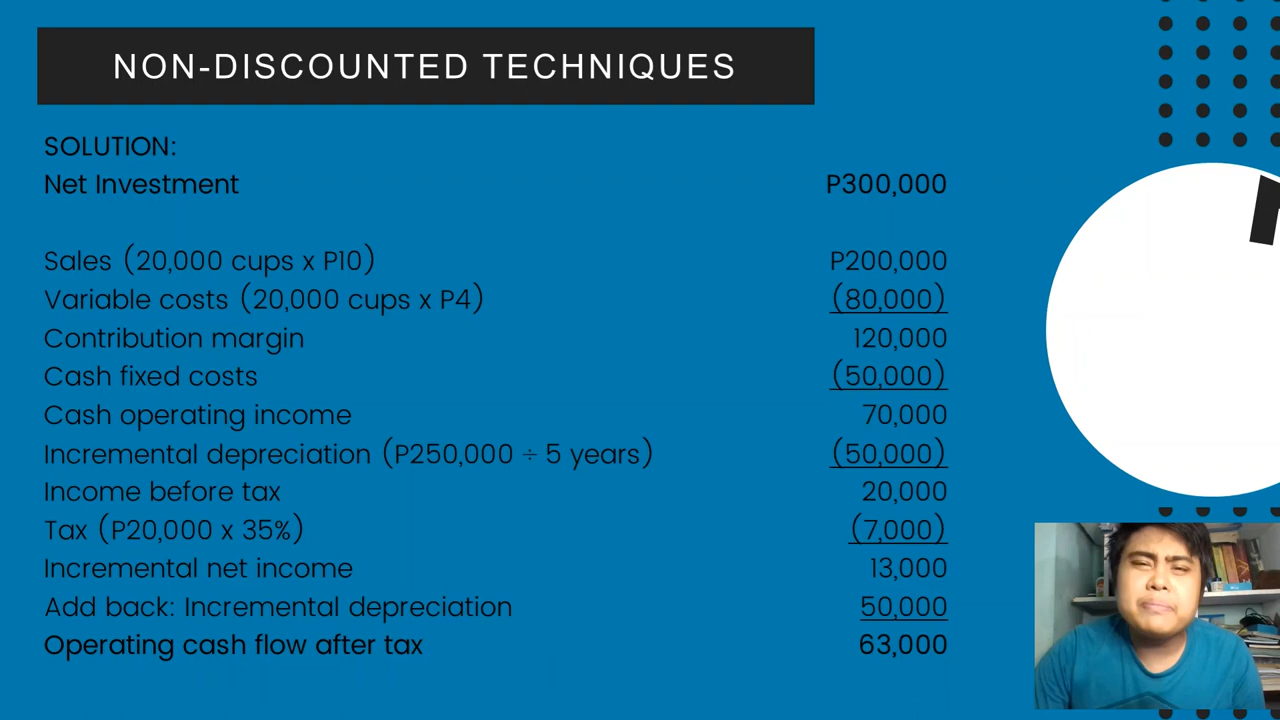 NON-DISCOUNTED TECHNIQUES
SOLUTION:
Net Investment P300,000
Sales (20,000 cups x P10) P200,000
Variable costs (20,000 cups x P4) (80,000)
Contribution margin 120,000
Cash fixed costs (50,000)
Cash operating income 70,000
Incremental depreciation (P250,000 ÷ 5 years) (50,000)
Income before tax 20,000
Tax (P20,000 x 35%) (7,000)
Incremental net income 13,000
Add back: Incremental depreciation 50,000
Operating cash flow after tax 63,000